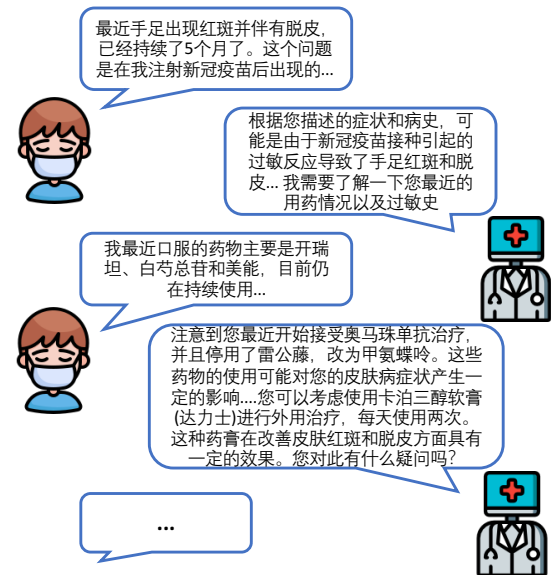 最近手足出现红斑并伴有脱皮，
已经持续了5个月了。这个问题
是在我注射新冠疫苗后出现的...
根据您描述的症状和病史，可
能是由于新冠疫苗接种引起的
过敏反应导致了手足红斑和脱
皮... 我需要了解一下您最近的
用药情况以及过敏史
我最近口服的药物主要是开瑞
坦、白芍总苷和美能，目前仍
在持续使用...
注意到您最近开始接受奥马珠单抗治疗，
并且停用了雷公藤，改为甲氨蝶呤。这些
药物的使用可能对您的皮肤病症状产生一
定的影响....您可以考虑使用卡泊三醇软膏
(达力士)进行外用治疗，每天使用两次。
这种药膏在改善皮肤红斑和脱皮方面具有
一定的效果。您对此有什么疑问吗？
...